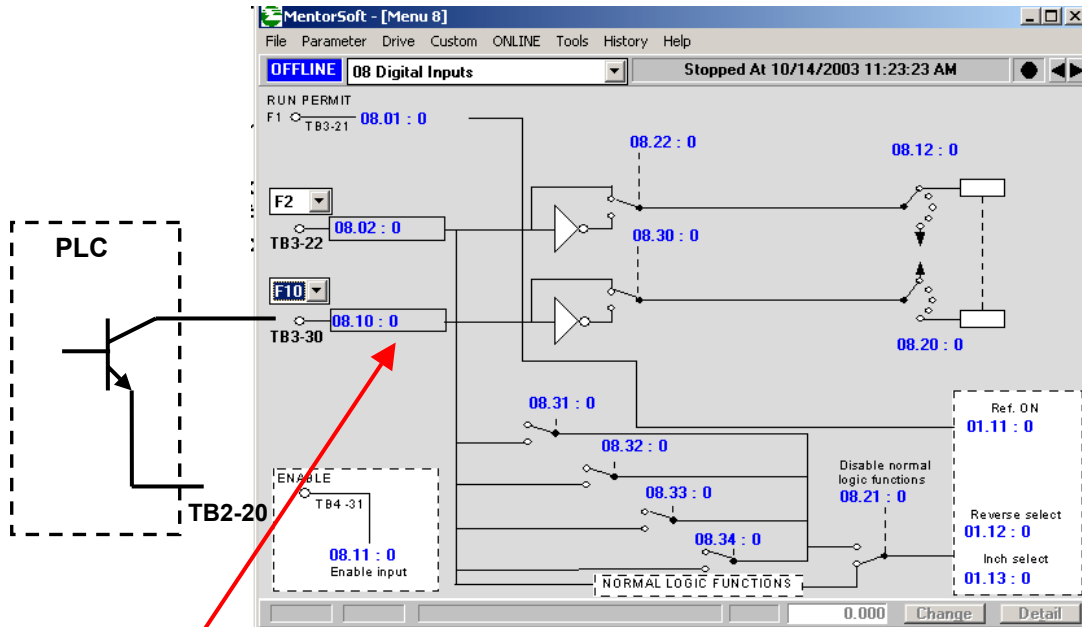 MentorSoft - [Menu 8]
File Parameter Drive Custom ONLINE Tools History Help
OFFLINE 08 Digital Inputs Stopped At 10/14/2003 11:23:23 AM
RUN PERMIT
F1 TB3-21 08.01 : 0
08.22 : 0
08.12 : 0
F2
08.02 : 0
TB3-22
08.30 : 0
PLC
F10
08.10 : 0
TB3-30
08.20 : 0
08.31 : 0
08.32 : 0
08.33 : 0
08.34 : 0
Disable normal
logic functions
08.21 : 0
Ref. ON
01.11 : 0
Reverse select
01.12 : 0
Inch select
01.13 : 0
ENABLE
TB4-31
TB2-20
08.11 : 0
Enable input
NORMAL LOGIC FUNCTIONS
0.000 Change Detail